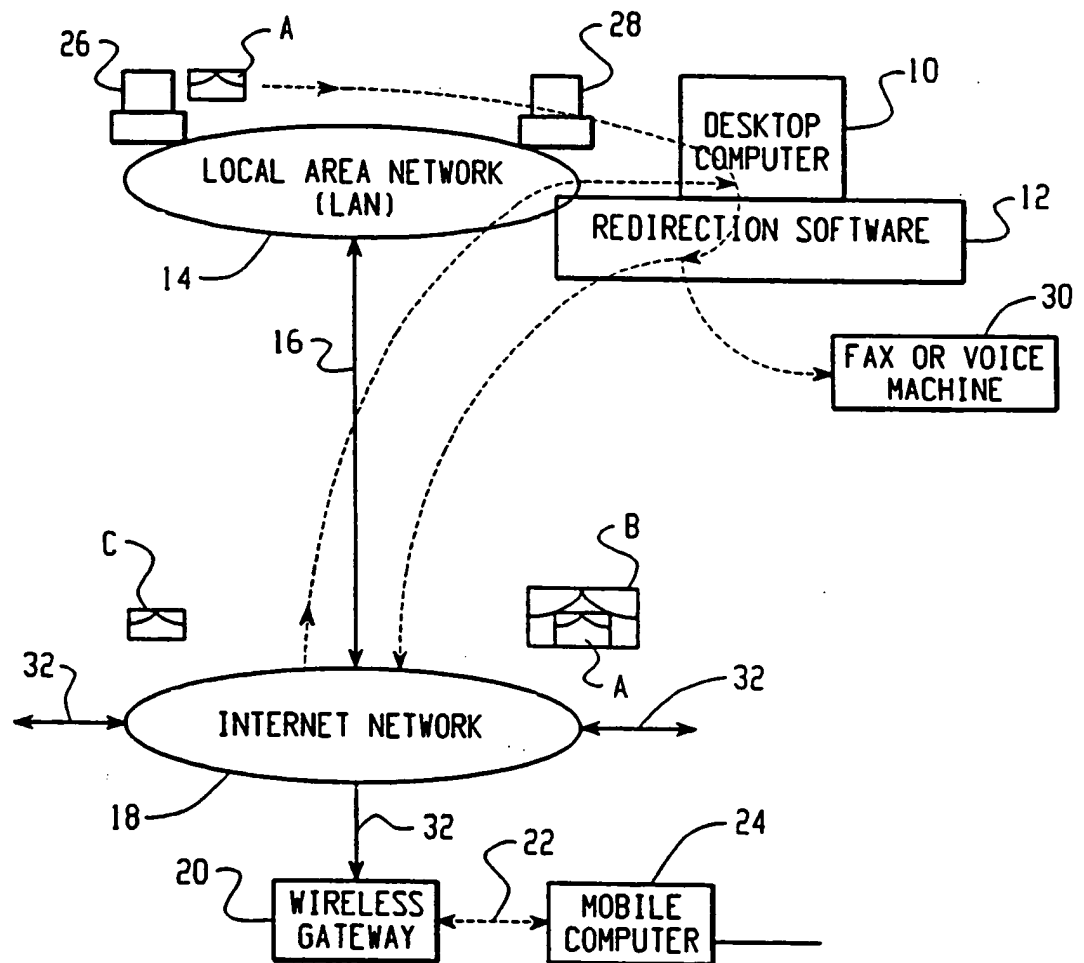 26
A
28
10
DESKTOP
COMPUTER
LOCAL AREA NETWORK
(LAN)
12
REDIRECTION SOFTWARE
14
30
16
FAX OR VOICE
MACHINE
C
B
A
32
32
INTERNET NETWORK
18
32
24
22
20
WIRELESS
GATEWAY
MOBILE
COMPUTER